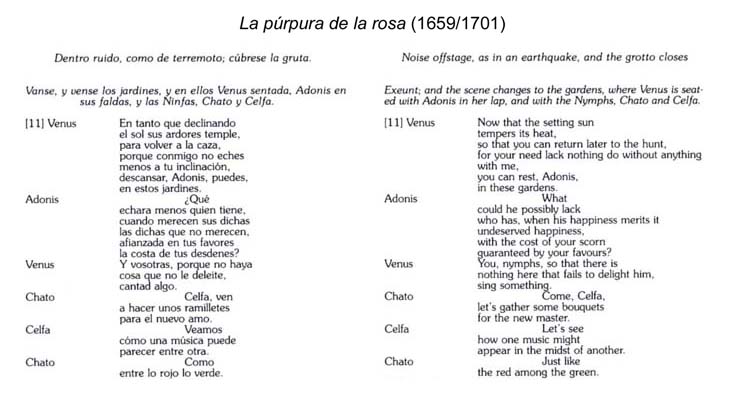 La púrpura de la rosa (1659/1701)
Dentro ruido, como de terremoto; cúbrese la gruta.
Vanse, y vense los jardines, y en ellos Venus sentada, Adonis en
sus faldas, y las Ninfas, Chato y Celfa.
[11] Venus En tanto que declinando
el sol sus ardores temple,
para volver a la caza,
porque conmigo no eches
menos a tu inclinación,
descansar, Adonis, puedes,
en estos jardines.
Adonis ¿Qué
echara menos quien tiene,
cuando merecen sus dichas
las dichas que no merecen,
afianzada en tus favores
la costa de tus desdenes?
Venus Y vosotras, porque no haya
cosa que no le deleite,
cantad algo.
Chato Celfa, ven
a hacer unos ramilletes
para el nuevo amo.
Celfa Veamos
cómo una música puede
parecer entre otra.
Chato Como
entre lo rojo lo verde.
Noise offstage, as in an earthquake, and the grotto closes
Exeunt; and the scene changes to the gardens, where Venus is seat-
ed with Adonis in her lap, and with the Nymphs, Chato and Celfa.
[11] Venus Now that the setting sun
tempers its heat,
so that you can return later to the hunt,
for your need lack nothing do without anything
with me,
you can rest, Adonis,
in these gardens.
Adonis What
could he possibly lack
who has, when his happiness merits it
undeserved happiness,
with the cost of your scorn
guaranteed by your favours?
Venus You, nymphs, so that there is
nothing here that fails to delight him,
sing something.
Chato Come, Celfa,
let's gather some bouquets
for the new master.
Celfa Let's see
how one music might
appear in the midst of another.
Chato Just like
the red among the green.